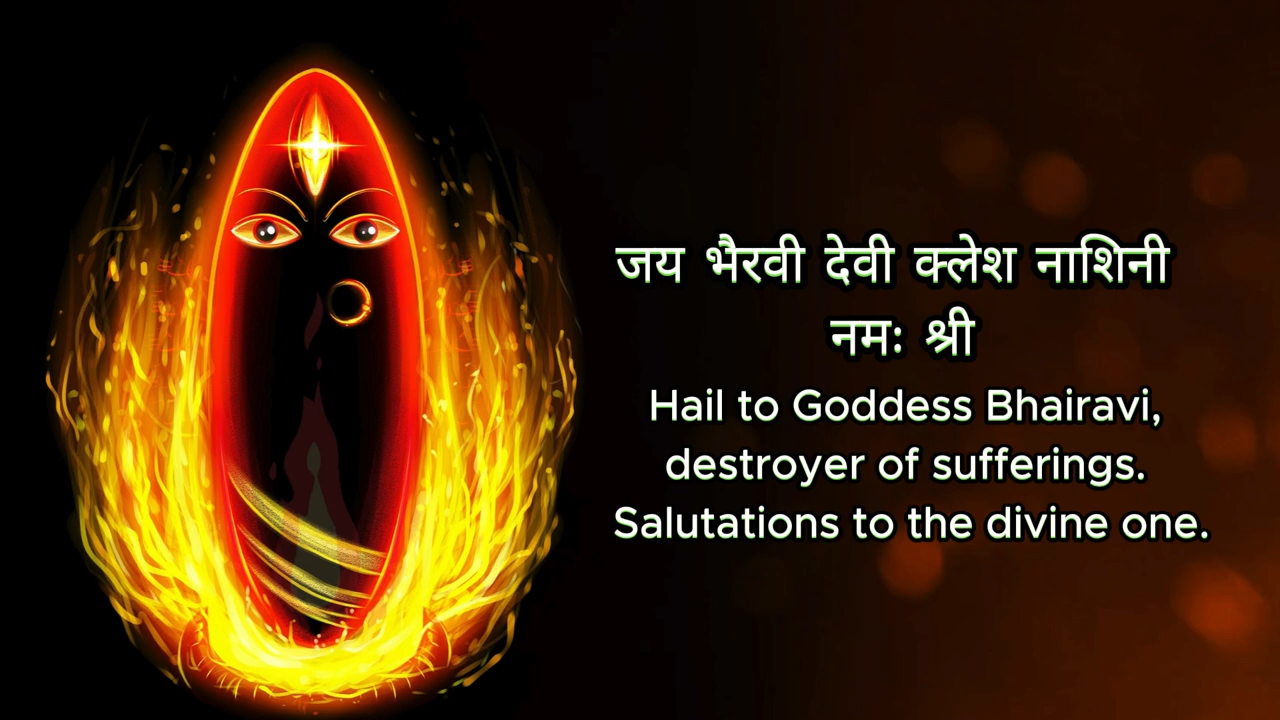 जय भैरवी देवी क्लेश नाशिनी
नमः श्री
Hail to Goddess Bhairavi,
destroyer of sufferings.
Salutations to the divine one.